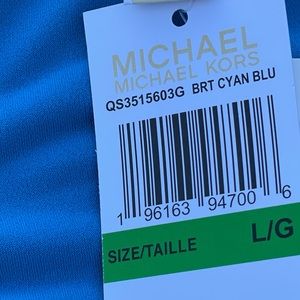 MICHAEL
MICHAEL KORS
QS3515603G BRT CYAN BLU
1 96163 94700 6
SIZE/TAILLE L/G